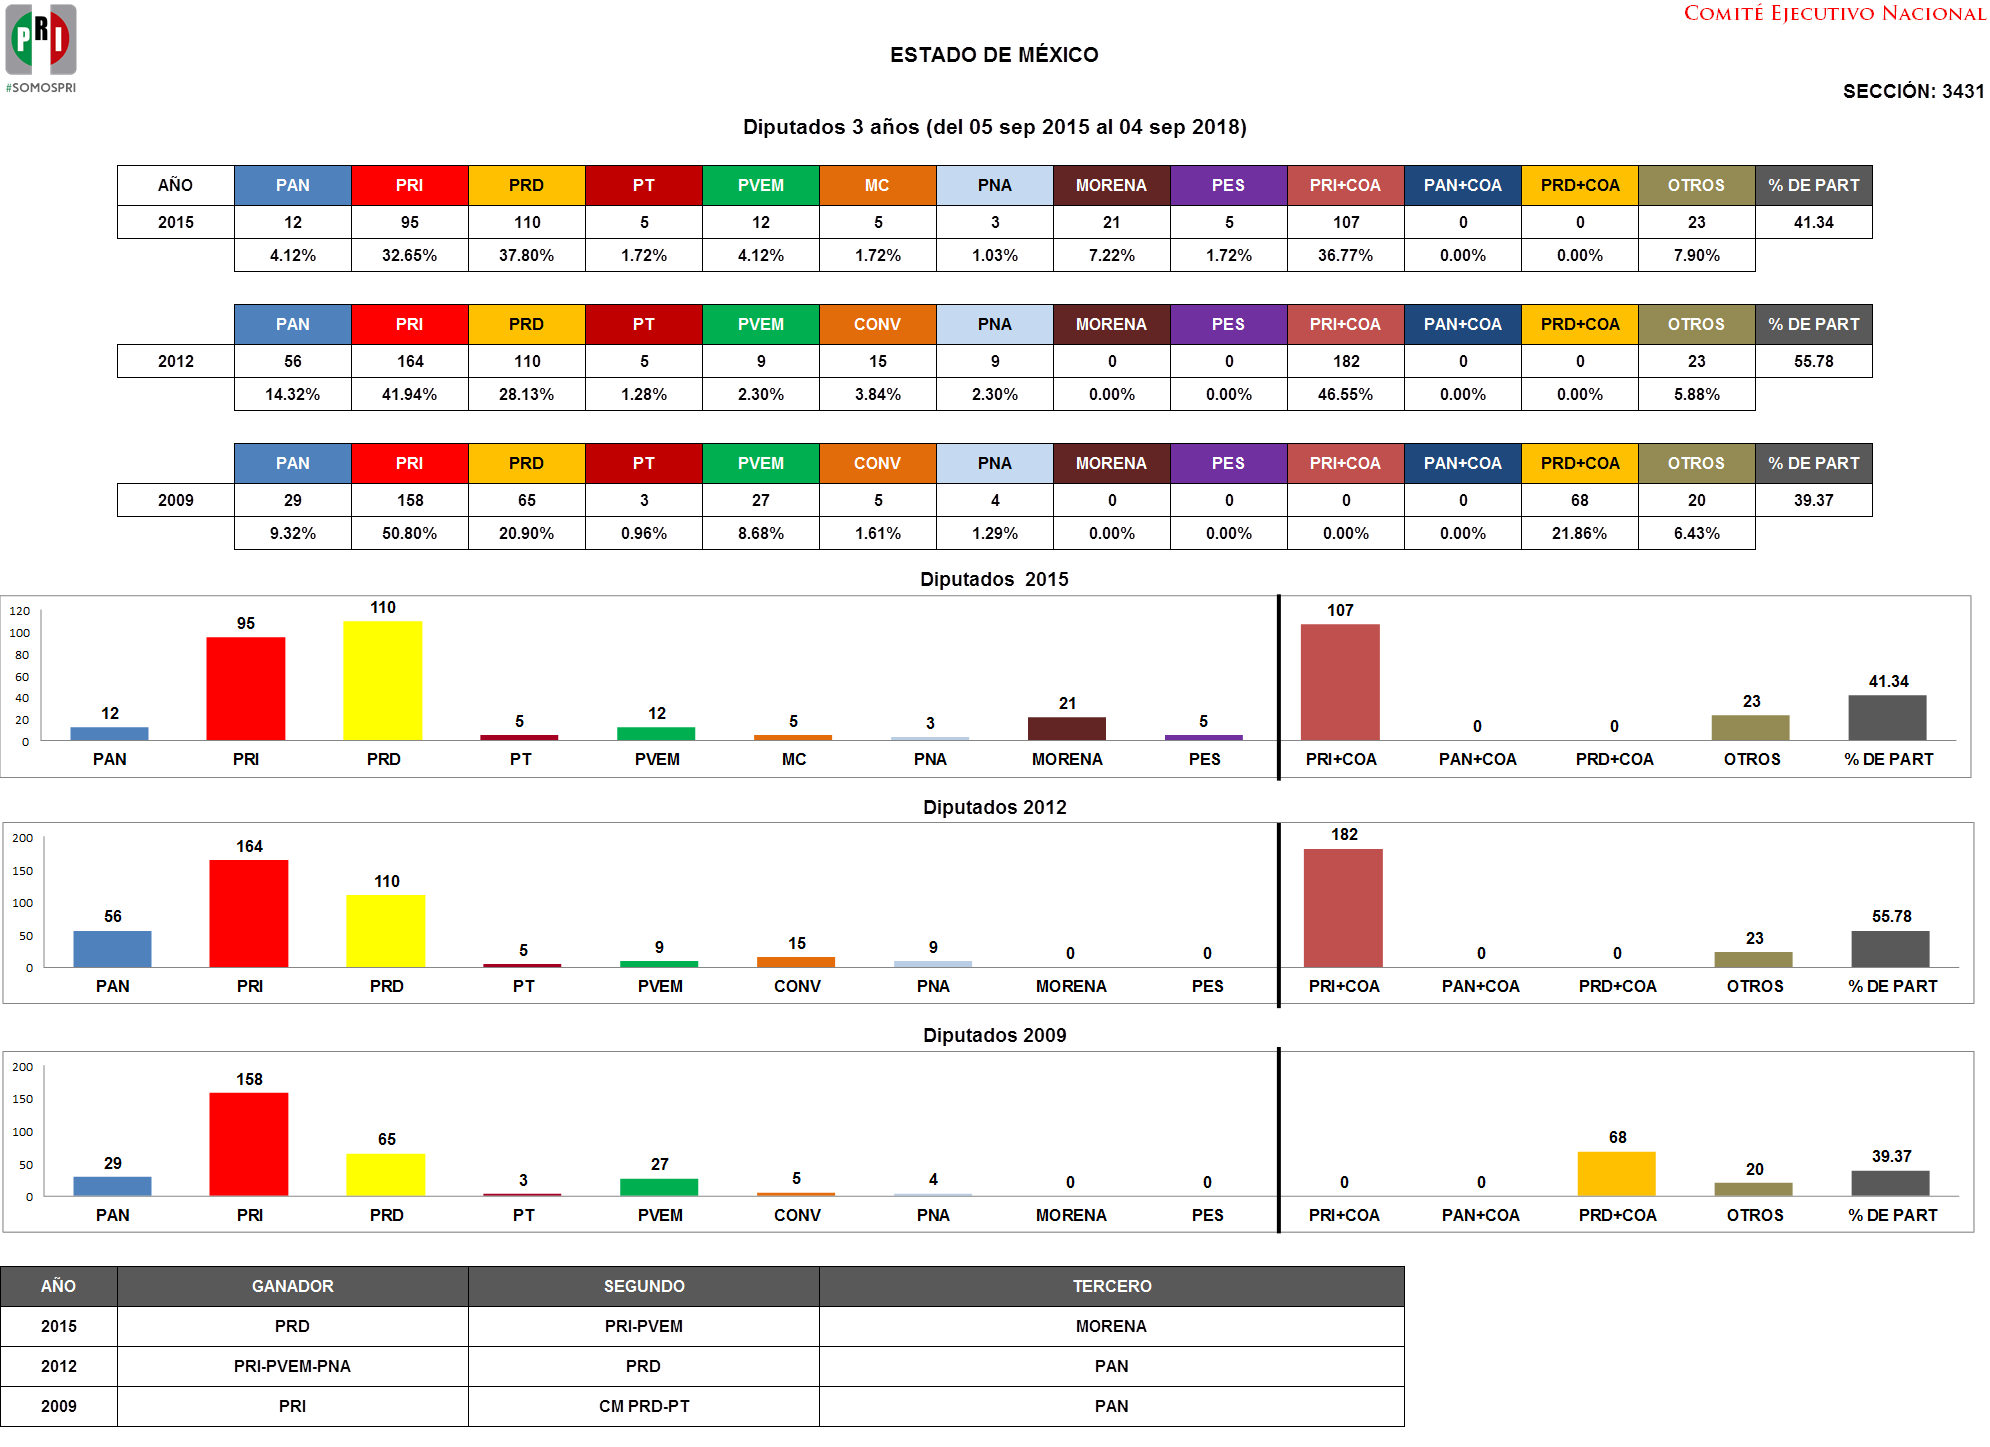 PRI
#SOMOSPRI
COMITÉ EJECUTIVO NACIONAL
ESTADO DE MÉXICO
SECCIÓN: 3431
Diputados 3 años (del 05 sep 2015 al 04 sep 2018)
AÑO PAN PRI PRD PT PVEM MC PNA MORENA PES PRI+COA PAN+COA PRD+COA OTROS % DE PART
2015 12 95 110 5 12 5 3 21 5 107 0 0 23 41.34
4.12% 32.65% 37.80% 1.72% 4.12% 1.72% 1.03% 7.22% 1.72% 36.77% 0.00% 0.00% 7.90%
PAN PRI PRD PT PVEM CONV PNA MORENA PES PRI+COA PAN+COA PRD+COA OTROS % DE PART
2012 56 164 110 5 9 15 9 0 0 182 0 0 23 55.78
14.32% 41.94% 28.13% 1.28% 2.30% 3.84% 2.30% 0.00% 0.00% 46.55% 0.00% 0.00% 5.88%
PAN PRI PRD PT PVEM CONV PNA MORENA PES PRI+COA PAN+COA PRD+COA OTROS % DE PART
2009 29 158 65 3 27 5 4 0 0 0 0 68 20 39.37
9.32% 50.80% 20.90% 0.96% 8.68% 1.61% 1.29% 0.00% 0.00% 0.00% 0.00% 21.86% 6.43%
Diputados 2015
120
100
80
60
40
20
0
12 95 110 5 12 5 3 21 5 107 0 0 23 41.34
PAN PRI PRD PT PVEM MC PNA MORENA PES PRI+COA PAN+COA PRD+COA OTROS % DE PART
Diputados 2012
200
150
100
50
0
56 164 110 5 9 15 9 0 0 182 0 0 23 55.78
PAN PRI PRD PT PVEM CONV PNA MORENA PES PRI+COA PAN+COA PRD+COA OTROS % DE PART
Diputados 2009
200
150
100
50
0
29 158 65 3 27 5 4 0 0 0 0 68 20 39.37
PAN PRI PRD PT PVEM CONV PNA MORENA PES PRI+COA PAN+COA PRD+COA OTROS % DE PART
AÑO GANADOR SEGUNDO TERCERO
2015 PRD PRI-PVEM MORENA
2012 PRI-PVEM-PNA PRD PAN
2009 PRI CM PRD-PT PAN